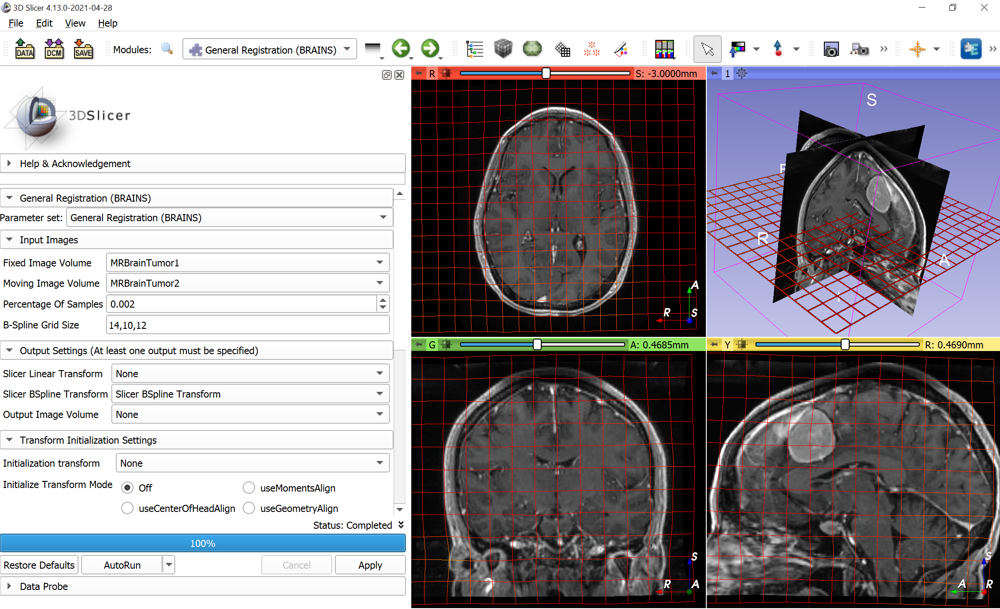 3D Slicer 4.13.0-2021-04-28
File Edit View Help
DATA DCM SAVE Modules: General Registration (BRAINS)
3DSlicer
Help & Acknowledgement
General Registration (BRAINS)
Parameter set: General Registration (BRAINS)
Input Images
Fixed Image Volume MRBrainTumor1
Moving Image Volume MRBrainTumor2
Percentage Of Samples 0.002
B-Spline Grid Size 14,10,12
Output Settings (At least one output must be specified)
Slicer Linear Transform None
Slicer BSpline Transform Slicer BSpline Transform
Output Image Volume None
Transform Initialization Settings
Initialization transform None
Initialize Transform Mode Off useMomentsAlign
useCenterOfHeadAlign useGeometryAlign
Status: Completed
100%
Restore Defaults AutoRun Cancel Apply
Data Probe
R S: -3.0000mm
A
R S
1
S
R
A
G A: 0.4685mm
S
R A
Y R: 0.4690mm
S
A R